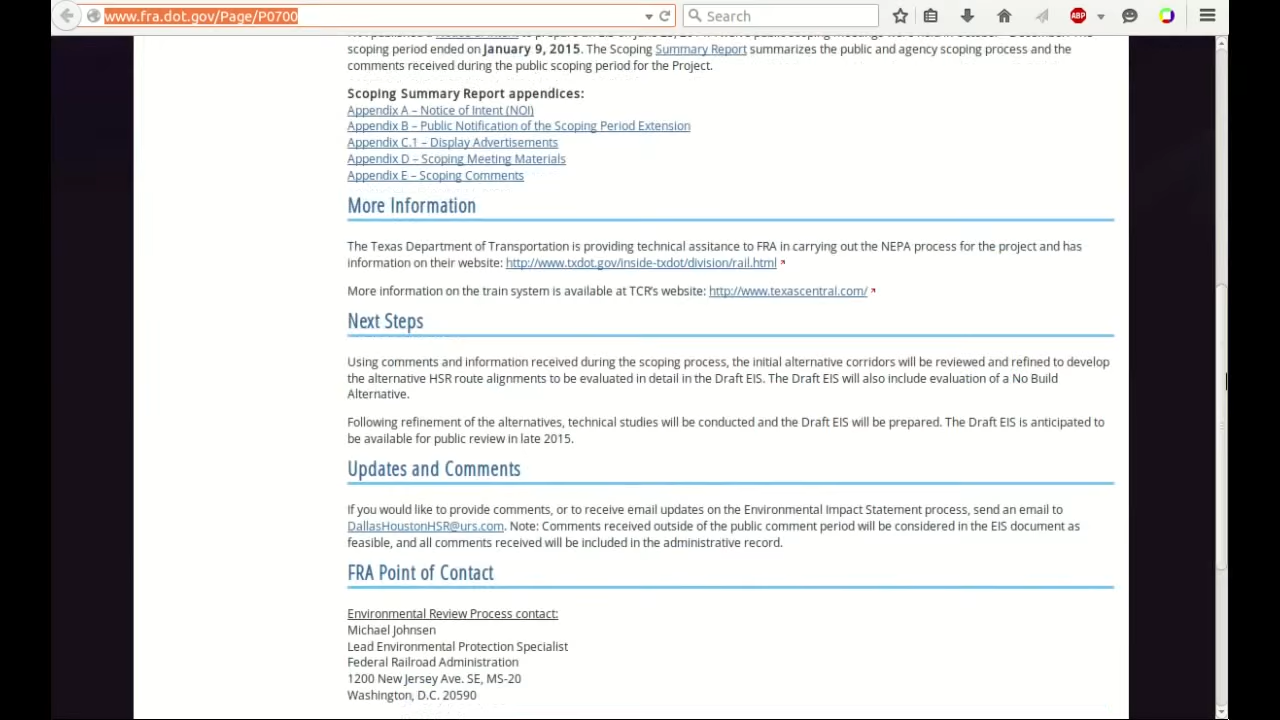 www.fra.dot.gov/Page/P0700
Search
ABP
scoping period ended on January 9, 2015. The Scoping Summary Report summarizes the public and agency scoping process and the
comments received during the public scoping period for the Project.
Scoping Summary Report appendices:
Appendix A – Notice of Intent (NOI)
Appendix B – Public Notification of the Scoping Period Extension
Appendix C.1 – Display Advertisements
Appendix D – Scoping Meeting Materials
Appendix E – Scoping Comments
More Information
The Texas Department of Transportation is providing technical assitance to FRA in carrying out the NEPA process for the project and has
information on their website: http://www.txdot.gov/inside-txdot/division/rail.html
More information on the train system is available at TCR's website: http://www.texascentral.com/
Next Steps
Using comments and information received during the scoping process, the initial alternative corridors will be reviewed and refined to develop
the alternative HSR route alignments to be evaluated in detail in the Draft EIS. The Draft EIS will also include evaluation of a No Build
Alternative.
Following refinement of the alternatives, technical studies will be conducted and the Draft EIS will be prepared. The Draft EIS is anticipated to
be available for public review in late 2015.
Updates and Comments
If you would like to provide comments, or to receive email updates on the Environmental Impact Statement process, send an email to
DallasHoustonHSR@urs.com. Note: Comments received outside of the public comment period will be considered in the EIS document as
feasible, and all comments received will be included in the administrative record.
FRA Point of Contact
Environmental Review Process contact:
Michael Johnsen
Lead Environmental Protection Specialist
Federal Railroad Administration
1200 New Jersey Ave. SE, MS-20
Washington, D.C. 20590